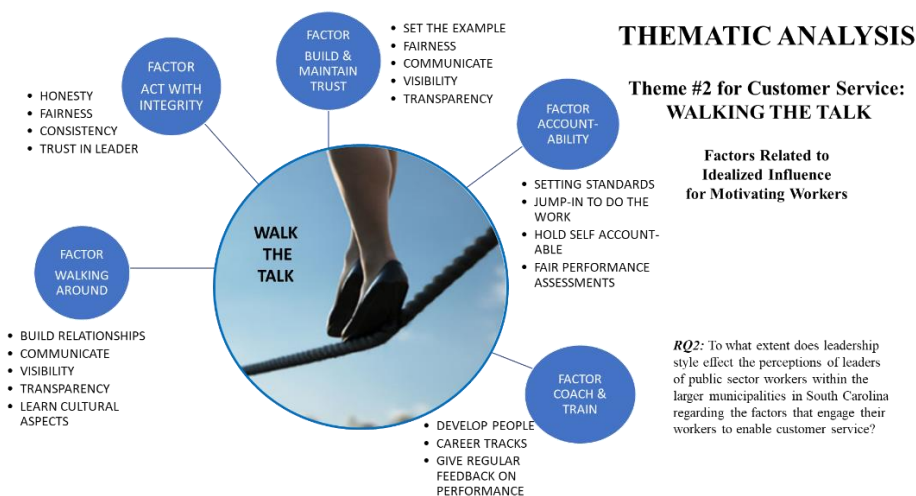 THEMATIC ANALYSIS
Theme #2 for Customer Service:
WALKING THE TALK
Factors Related to
Idealized Influence
for Motivating Workers
WALK
THE
TALK
FACTOR
ACT WITH
INTEGRITY
• HONESTY
• FAIRNESS
• CONSISTENCY
• TRUST IN LEADER
FACTOR
BUILD &
MAINTAIN
TRUST
• SET THE EXAMPLE
• FAIRNESS
• COMMUNICATE
• VISIBILITY
• TRANSPARENCY
FACTOR
ACCOUNT-
ABILITY
• SETTING STANDARDS
• JUMP-IN TO DO THE
WORK
• HOLD SELF ACCOUNT-
ABLE
• FAIR PERFORMANCE
ASSESSMENTS
FACTOR
WALKING
AROUND
• BUILD RELATIONSHIPS
• COMMUNICATE
• VISIBILITY
• TRANSPARENCY
• LEARN CULTURAL
ASPECTS
FACTOR
COACH &
TRAIN
• DEVELOP PEOPLE
• CAREER TRACKS
• GIVE REGULAR
FEEDBACK ON
PERFORMANCE
RQ2: To what extent does leadership
style effect the perceptions of leaders
of public sector workers within the
larger municipalities in South Carolina
regarding the factors that engage their
workers to enable customer service?